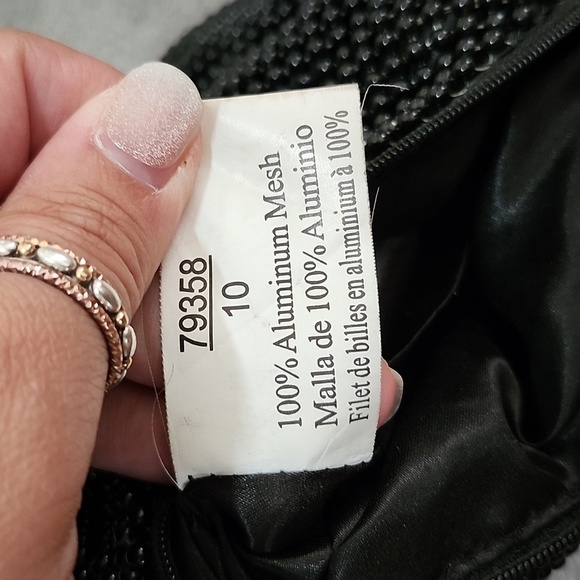 79358
10
100% Aluminum Mesh
Malla de 100% Aluminio
Filet de billes en aluminium à 100%